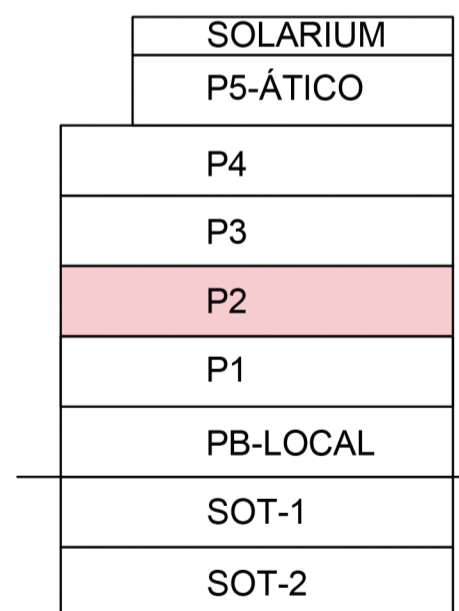 SOLARIUM
P5-ÁTICO
P4
P3
P2
P1
PB-LOCAL
SOT-1
SOT-2